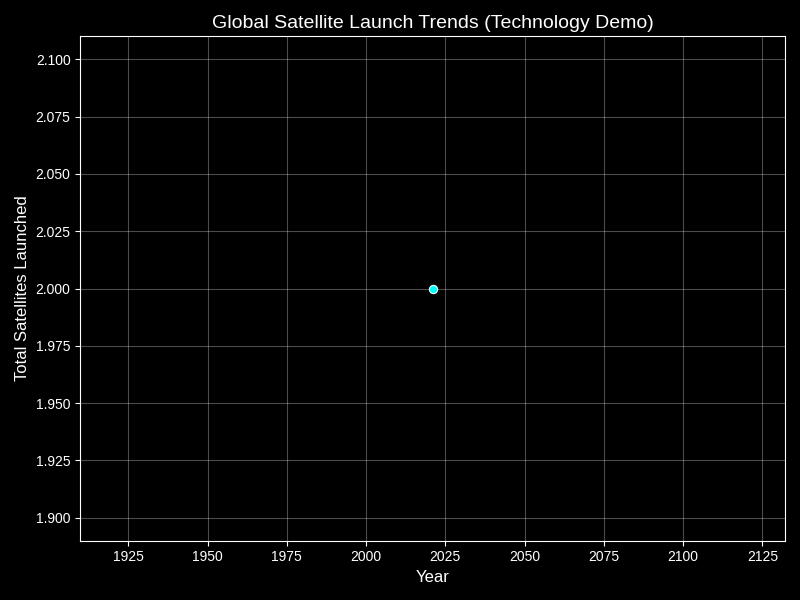 Global Satellite Launch Trends (Technology Demo)
Total Satellites Launched
2.100
2.075
2.050
2.025
2.000
1.975
1.950
1.925
1.900
1925 1950 1975 2000 2025 2050 2075 2100 2125
Year